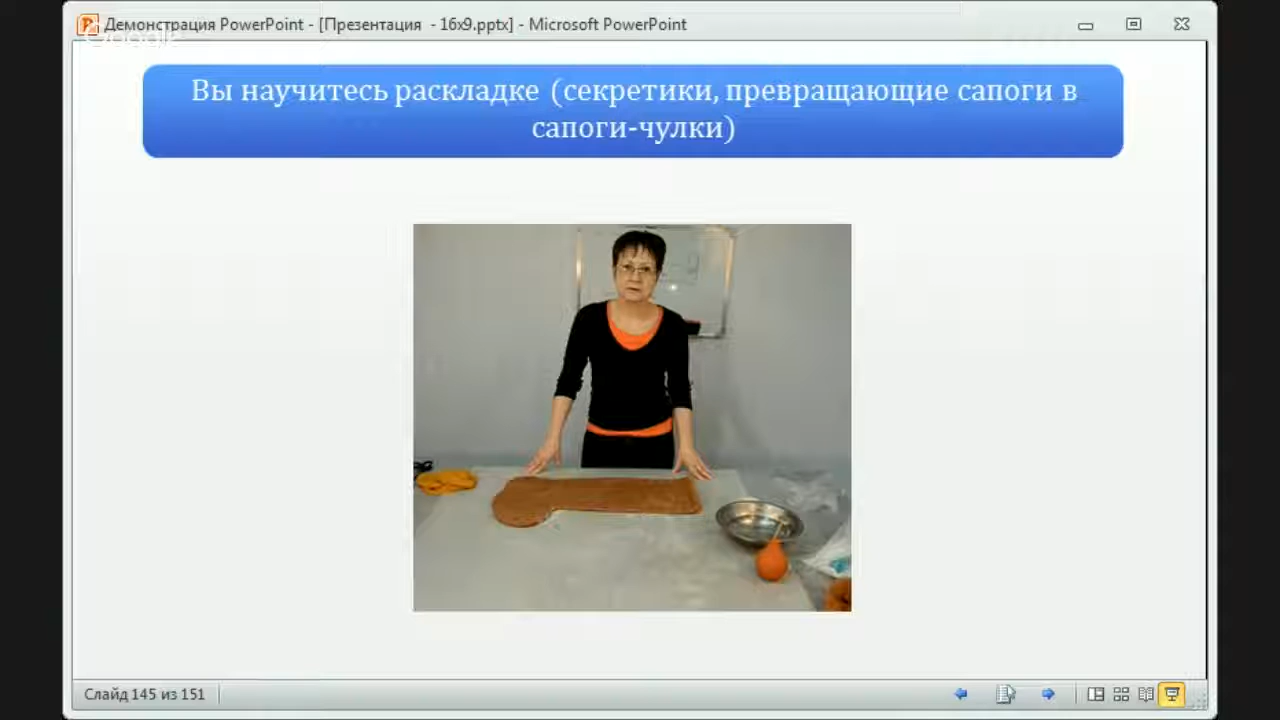 Демонстрация PowerPoint - [Презентация - 16x9.pptx] - Microsoft PowerPoint
Google
Вы научитесь раскладке (секретики, превращающие сапоги в
сапоги-чулки)
Слайд 145 из 151